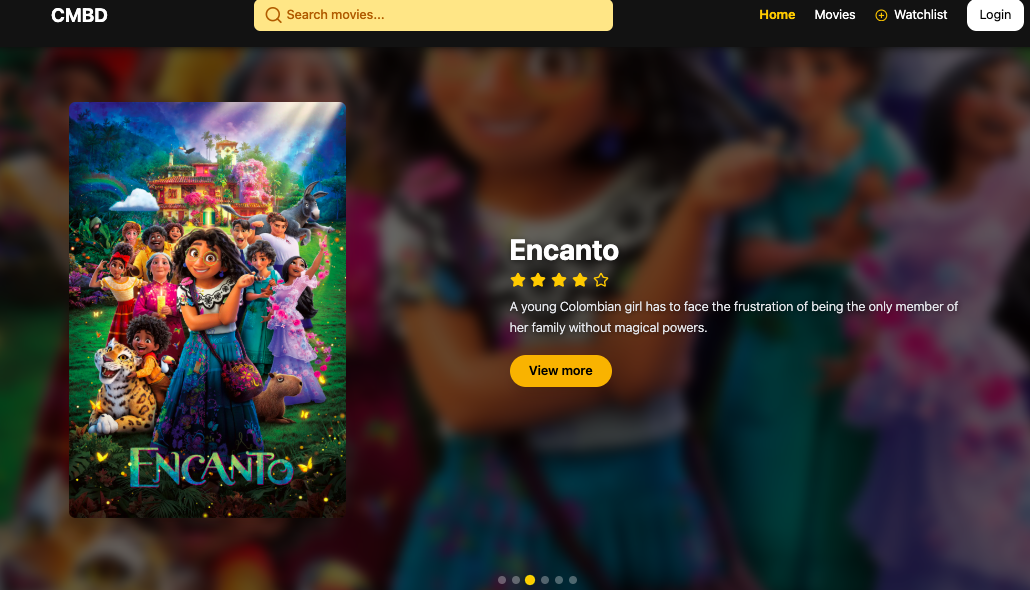 CMBD
Search movies...
Home
Movies
Watchlist
Login
ENCANTO
Encanto
A young Colombian girl has to face the frustration of being the only member of
her family without magical powers.
View more